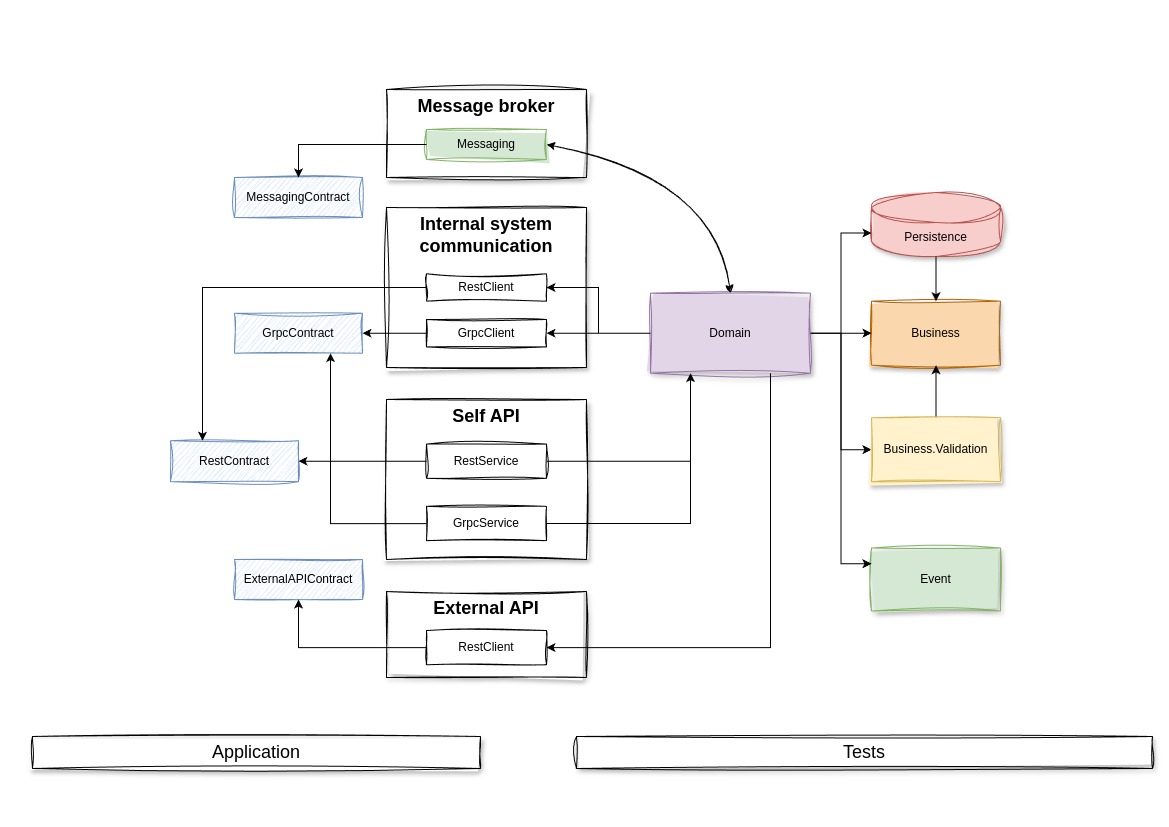 Message broker
Messaging
MessagingContract
Internal system
communication
RestClient
GrpcClient
GrpcContract
Domain
Persistence
Business
Business.Validation
Event
Self API
RestService
GrpcService
RestContract
ExternalAPIContract
External API
RestClient
Application
Tests